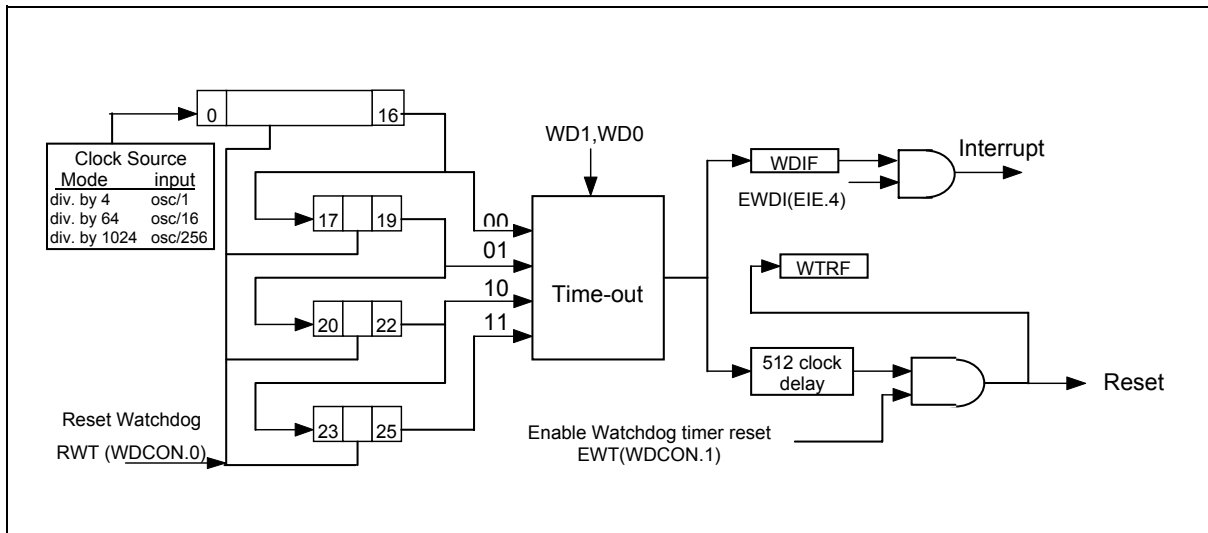 0
16
Clock Source
Mode input
div. by 4 osc/1
div. by 64 osc/16
div. by 1024 osc/256
17
19
20
22
23
25
Reset Watchdog
RWT (WDCON.0)
WD1,WD0
00
01
10
11
Time-out
WDIF
EWDI(EIE.4)
Interrupt
WTRF
512 clock
delay
Reset
Enable Watchdog timer reset
EWT(WDCON.1)